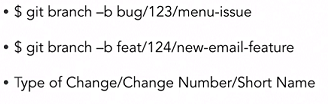 • $ git branch –b bug/123/menu-issue
• $ git branch –b feat/124/new-email-feature
• Type of Change/Change Number/Short Name